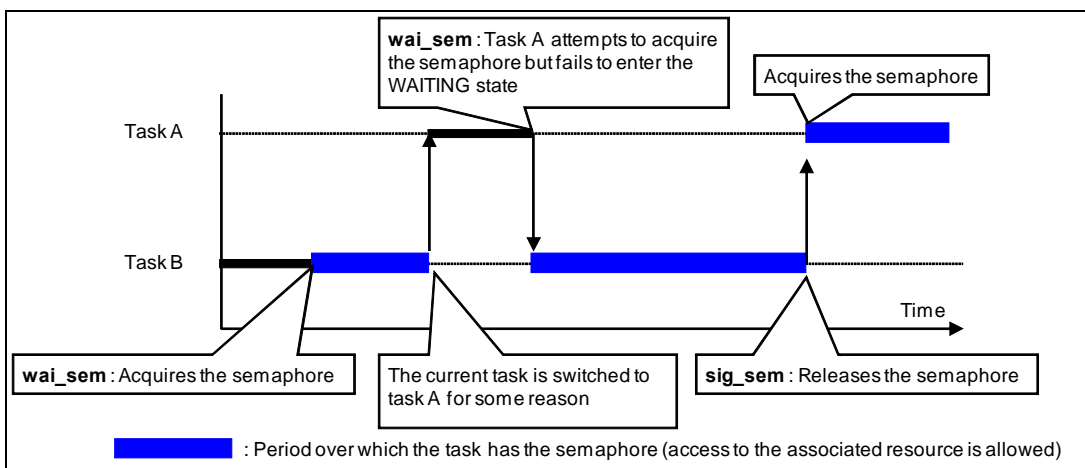 wai_sem : Task A attempts to acquire
the semaphore but fails to enter the
WAITING state
Acquires the semaphore
Task A
Task B
Time
wai_sem : Acquires the semaphore
The current task is switched to
task A for some reason
sig_sem : Releases the semaphore
: Period over which the task has the semaphore (access to the associated resource is allowed)